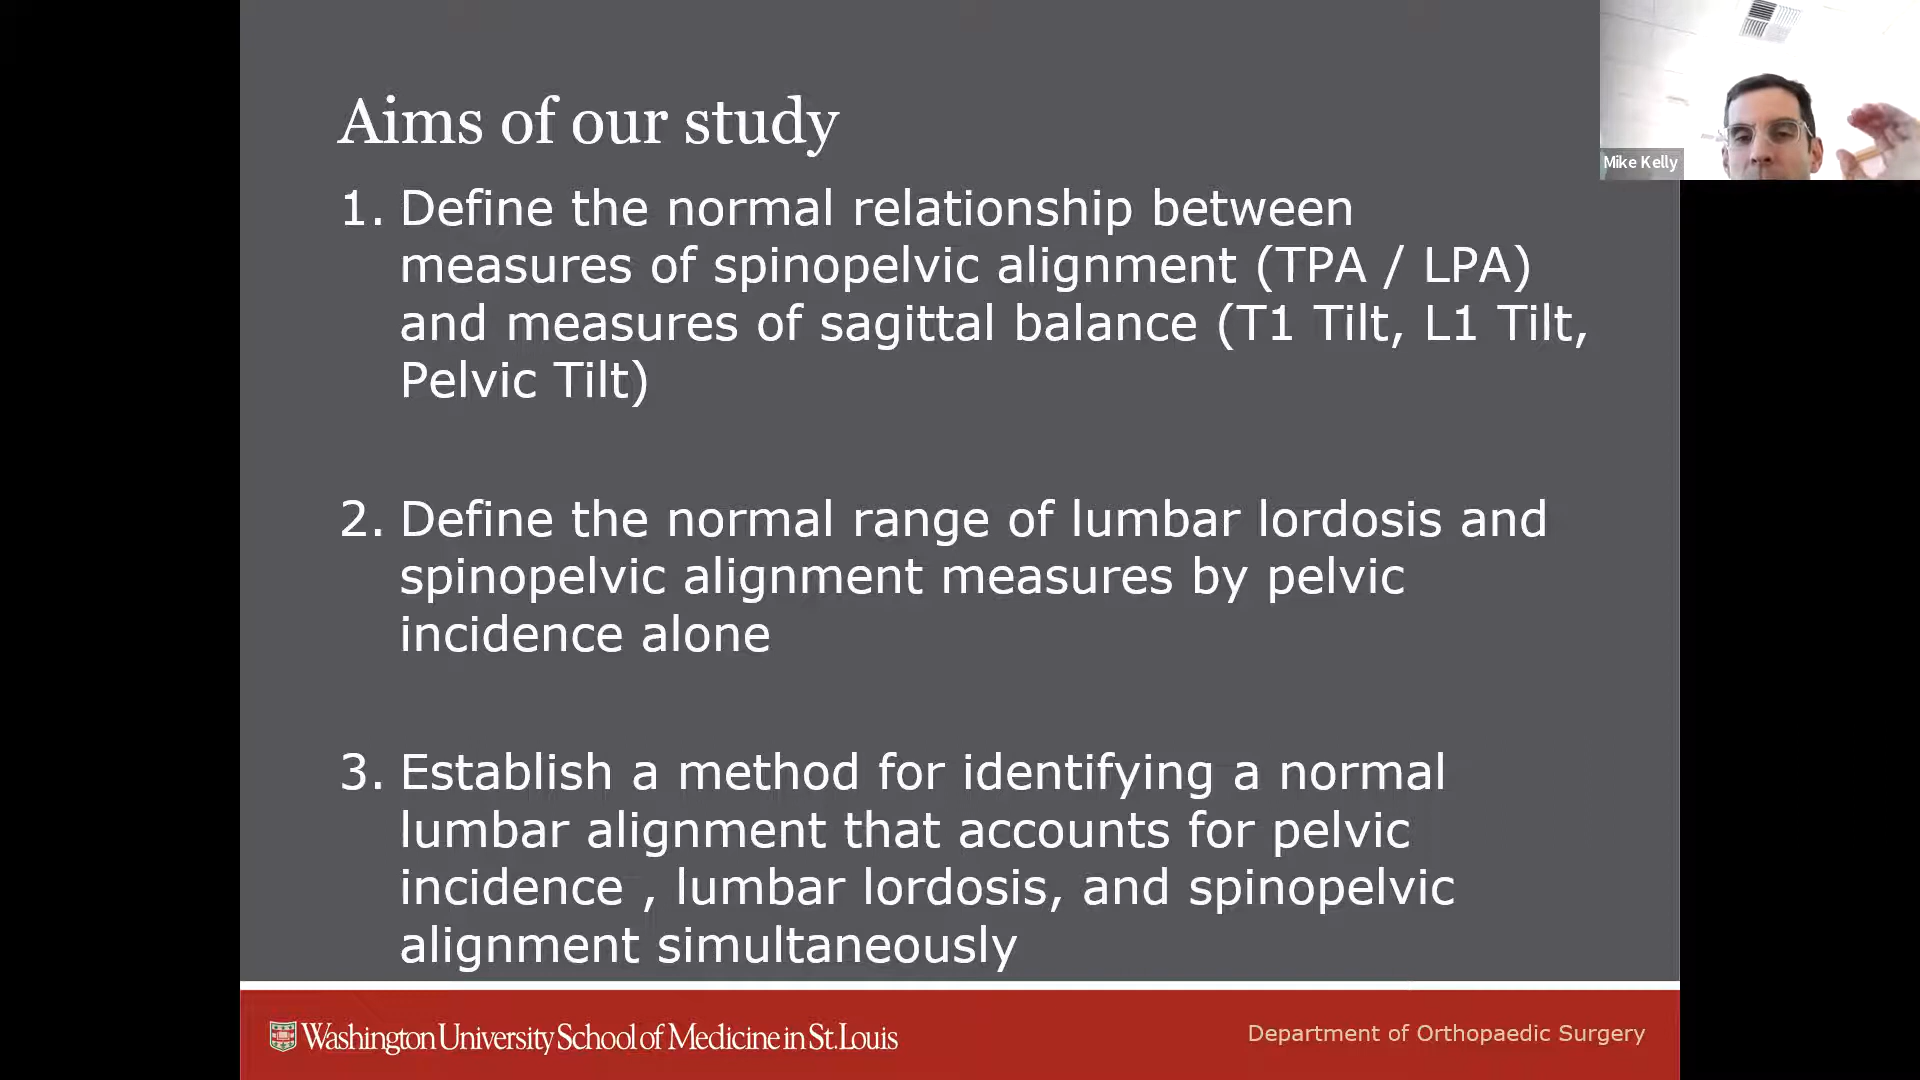 Aims of our study
1. Define the normal relationship between
measures of spinopelvic alignment (TPA / LPA)
and measures of sagittal balance (T1 Tilt, L1 Tilt,
Pelvic Tilt)
2. Define the normal range of lumbar lordosis and
spinopelvic alignment measures by pelvic
incidence alone
3. Establish a method for identifying a normal
lumbar alignment that accounts for pelvic
incidence , lumbar lordosis, and spinopelvic
alignment simultaneously
Mike Kelly
Washington University School of Medicine in St. Louis
Department of Orthopaedic Surgery